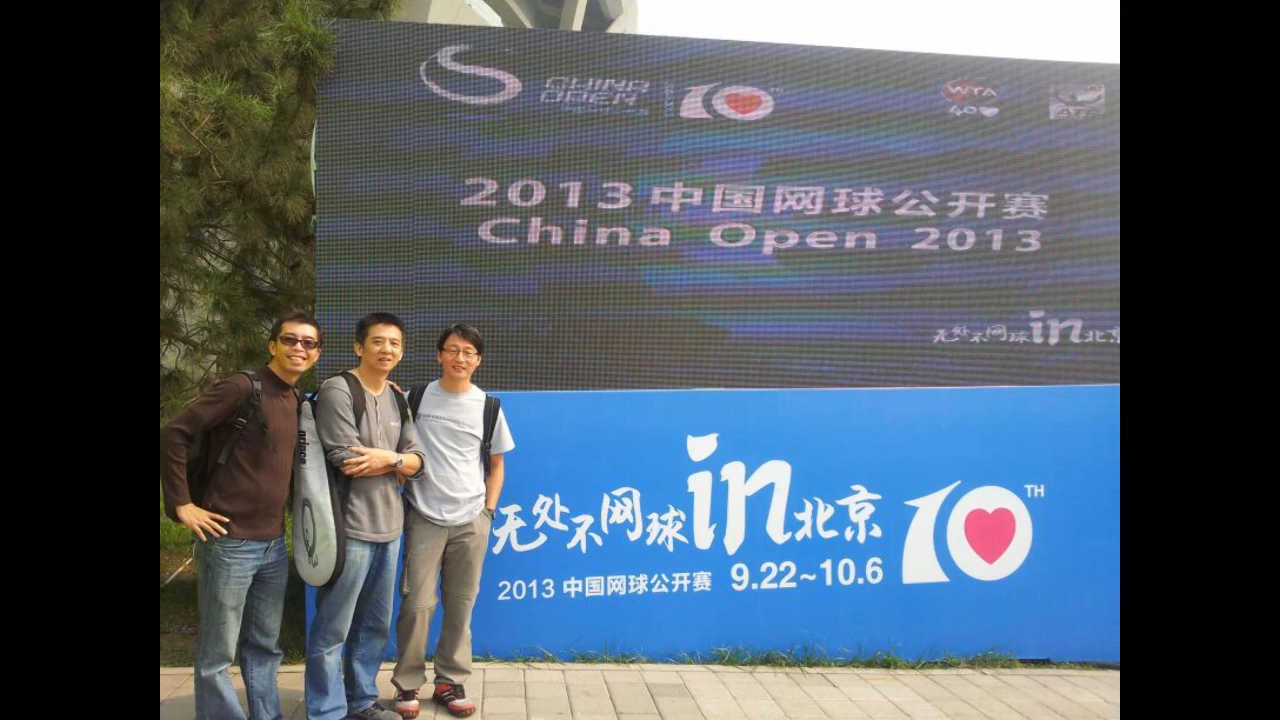 CHINA OPEN
10TH
WTA
40
ATP
2013 中国网球公开赛
China Open 2013
无处不网球in北京
prince
无处不网球in北京
10TH
2013 中国网球公开赛 9.22~10.6